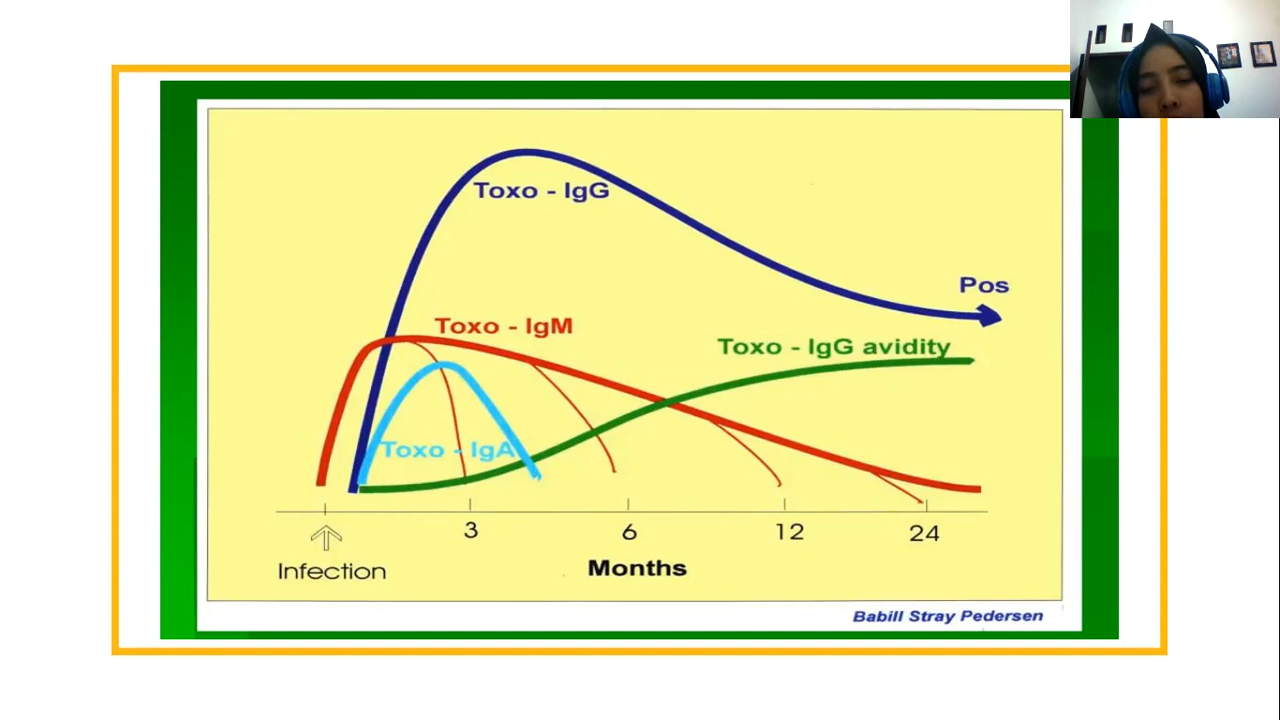 Toxo - IgG
Pos
Toxo - IgM
Toxo - IgG avidity
Toxo - IgA
3 6 12 24
Infection
Months
Babill Stray Pedersen